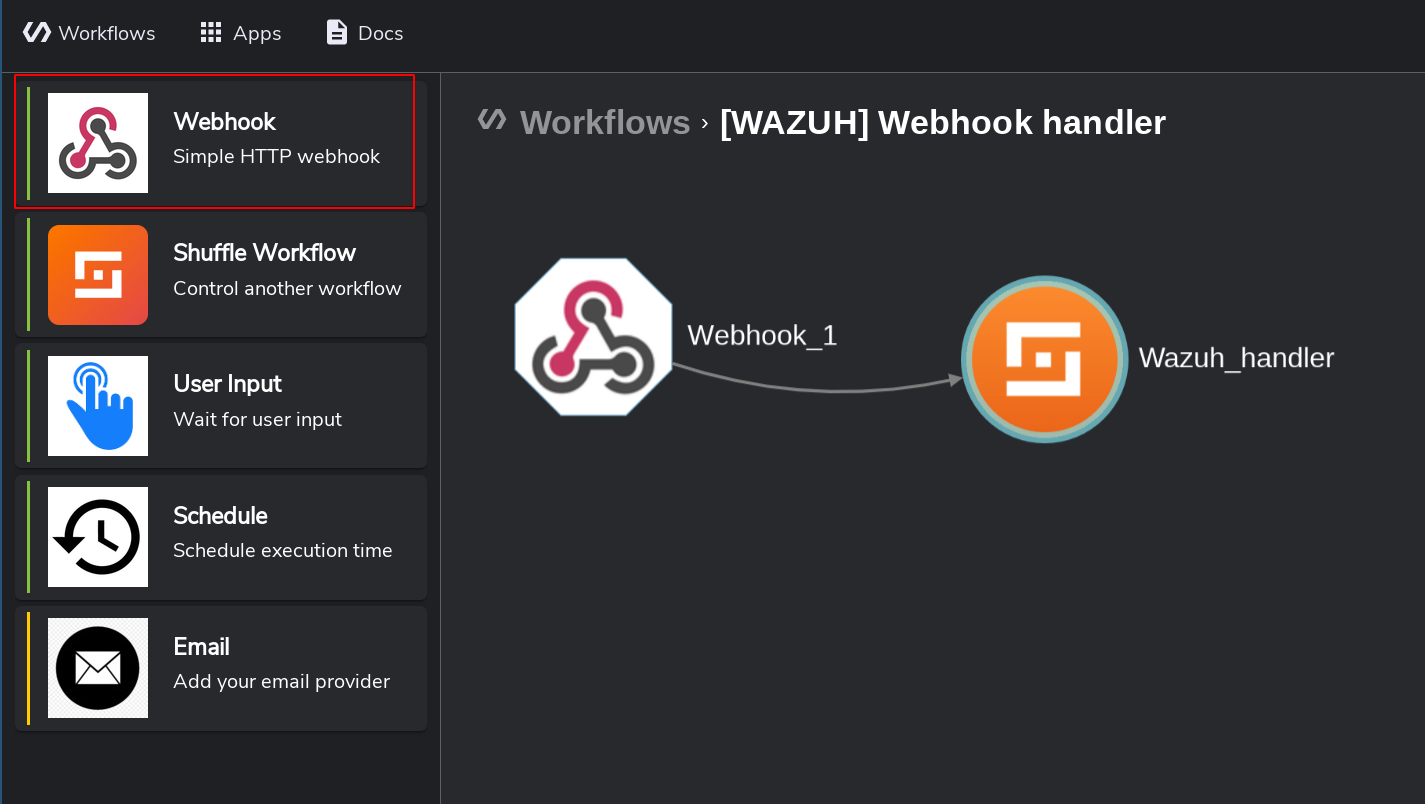 Workflows
Apps
Docs
Webhook
Simple HTTP webhook
Shuffle Workflow
Control another workflow
User Input
Wait for user input
Schedule
Schedule execution time
Email
Add your email provider
Workflows › [WAZUH] Webhook handler
Webhook_1
Wazuh_handler